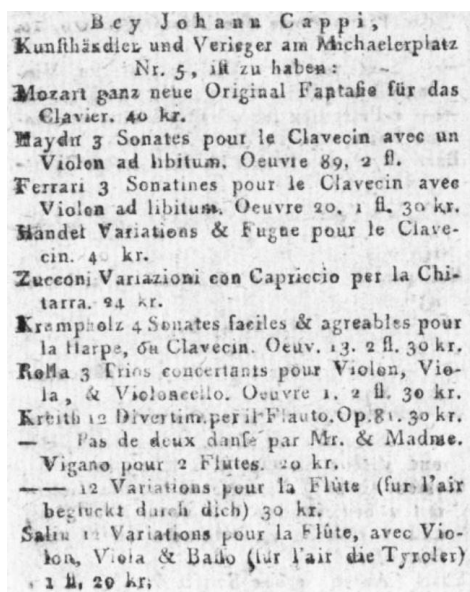 Bey Johann Cappi,
Kunsthändler und Verleger am Michaelerplatz
Nr. 5, ist zu haben:
Mozart ganz neue Original Fantasie für das
Clavier. 40 kr.
Haydn 3 Sonates pour le Clavecin avec un
Violon ad libitum. Oeuvre 89, 2 fl.
Ferrari 3 Sonatines pour le Clavecin avec
Violon ad libitum. Oeuvre 20. 1 fl. 30 kr.
Handel Variations & Fugue pour le Clave-
cin. 40 kr.
Zucconi Variazioni con Capriccio per la Chi-
tarra. 24 kr.
Krampholz 4 Sonates faciles & agreables pour
la Harpe, ou Clavecin. Oeuv. 13. 2 fl. 30 kr.
Rolla 3 Trios concertants pour Violon, Vio-
la, & Violoncello. Oeuvre 1. 2 fl. 30 kr.
Kreith 12 Divertim. per il Flauto. Op. 81. 30 kr.
— Pas de deux dansé par Mr. & Madme.
Vigano pour 2 Flutes. 20 kr.
—— 12 Variations pour la Flûte (fur l'air
begluckt durch dich) 30 kr.
12 Variations pour la Flûte, avec Vio-
lon, Viola & Basso (fur l'air die Tyroler)
1 fl. 20 kr.